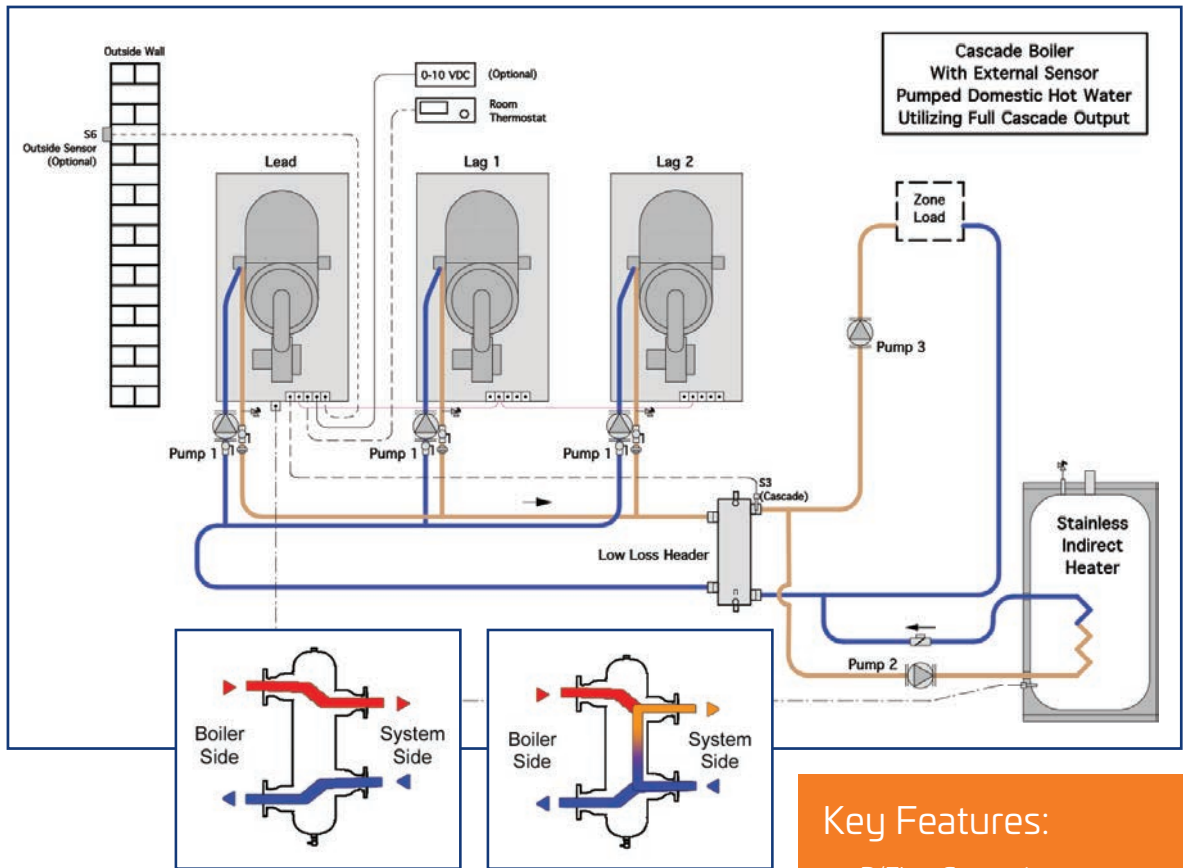 Outside Wall
S6
Outside Sensor
(Optional)
0-10 VDC
(Optional)
Room
Thermostat
Cascade Boiler
With External Sensor
Pumped Domestic Hot Water
Utilizing Full Cascade Output
Lead
Lag 1
Lag 2
Zone
Load
Pump 3
Pump 1
Pump 1
Pump 1
S3
(Cascade)
Low Loss Header
Stainless
Indirect
Heater
Pump 2
Boiler
Side
System
Side
Boiler
Side
System
Side
Key Features: